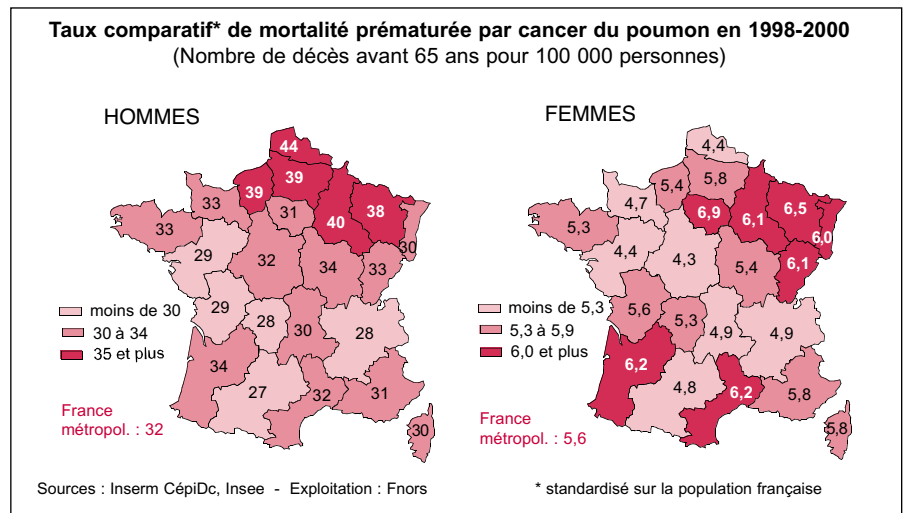 Taux comparatif* de mortalité prématurée par cancer du poumon en 1998-2000
(Nombre de décès avant 65 ans pour 100 000 personnes)
HOMMES
44
39
39
33
31
40
38
33
30
29
32
34
33
29
28
30
28
34
27
32
31
30
moins de 30
30 à 34
35 et plus
France
métropol. : 32
FEMMES
4,4
5,8
5,4
4,7
6,9
6,1
6,5
6,0
5,3
4,4
4,3
5,4
6,1
5,6
5,3
4,9
4,9
6,2
4,8
6,2
5,8
5,8
moins de 5,3
5,3 à 5,9
6,0 et plus
France
métropol. : 5,6
Sources : Inserm CépiDc, Insee - Exploitation : Fnors
* standardisé sur la population française